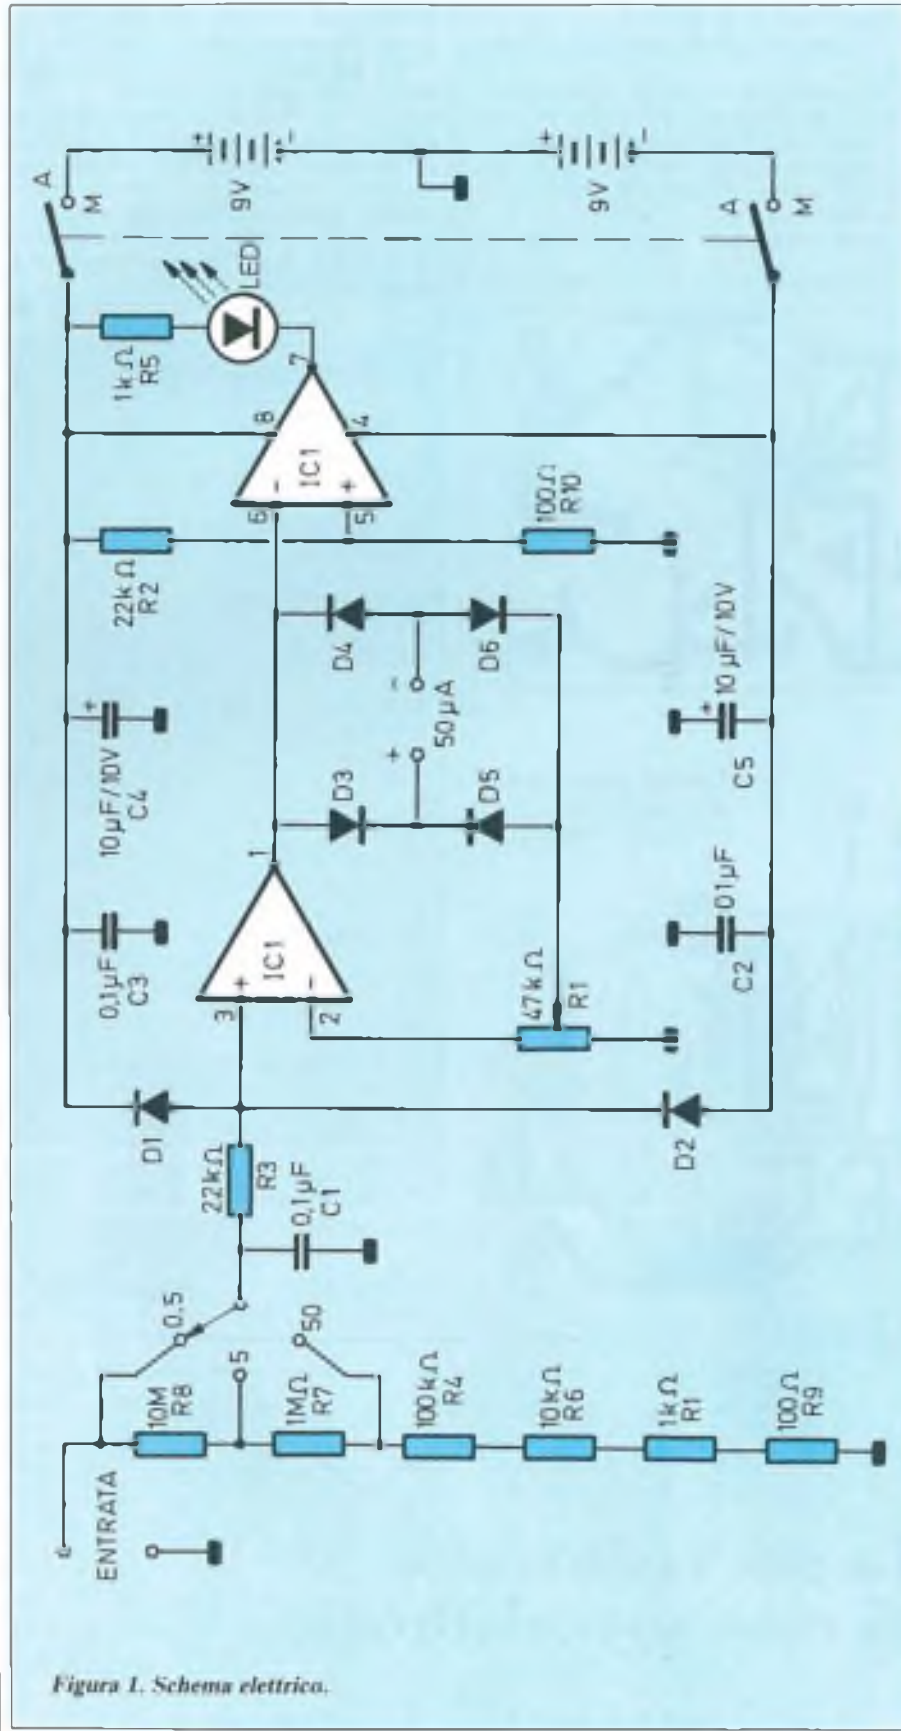 ENTRATA
10M
R8
0.5
5
50
1MΩ
R7
100kΩ
R4
10kΩ
R6
1kΩ
R1
100Ω
R9
22kΩ
R3
0,1µF
C1
D1
D2
0,1µF
C3
10µF/10V
C4
+
3
+
IC1
2
-
1
47kΩ
R1
D3
D4
D5
D6
+
-
50µA
01µF
C2
10µF/10V
+
C5
22kΩ
R2
100Ω
R10
6
-
IC1
5
+
8
4
7
1kΩ
R5
LED
A
M
±
-
9V
+
-
9V
A
M
Figura 1. Schema elettrico.